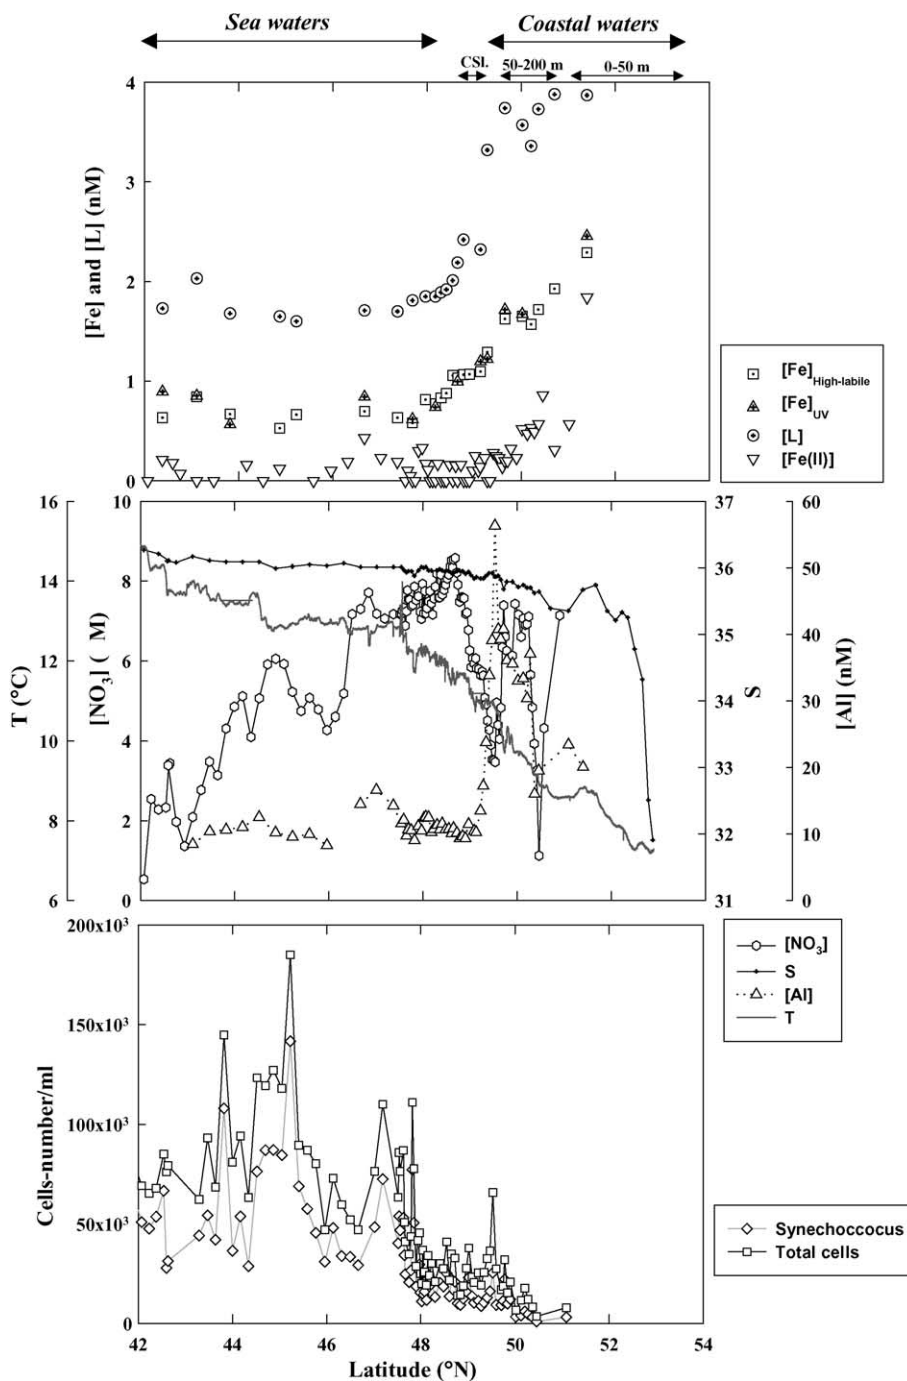 Sea waters Coastal waters
CSl. 50-200 m 0-50 m
4
3
2
1
0
[Fe] and [L] (nM)
[Fe]High-labile
[Fe]UV
[L]
[Fe(II)]
16
14
12
10
8
6
T (°C)
10
8
6
4
2
0
[NO3] ( M)
37
36
35
34
33
32
31
S
60
50
40
30
20
10
0
[Al] (nM)
[NO3]
S
[Al]
T
200x10³
150x10³
100x10³
50x10³
0
Cells-number/ml
Synechoccocus
Total cells
42 44 46 48 50 52 54
Latitude (°N)